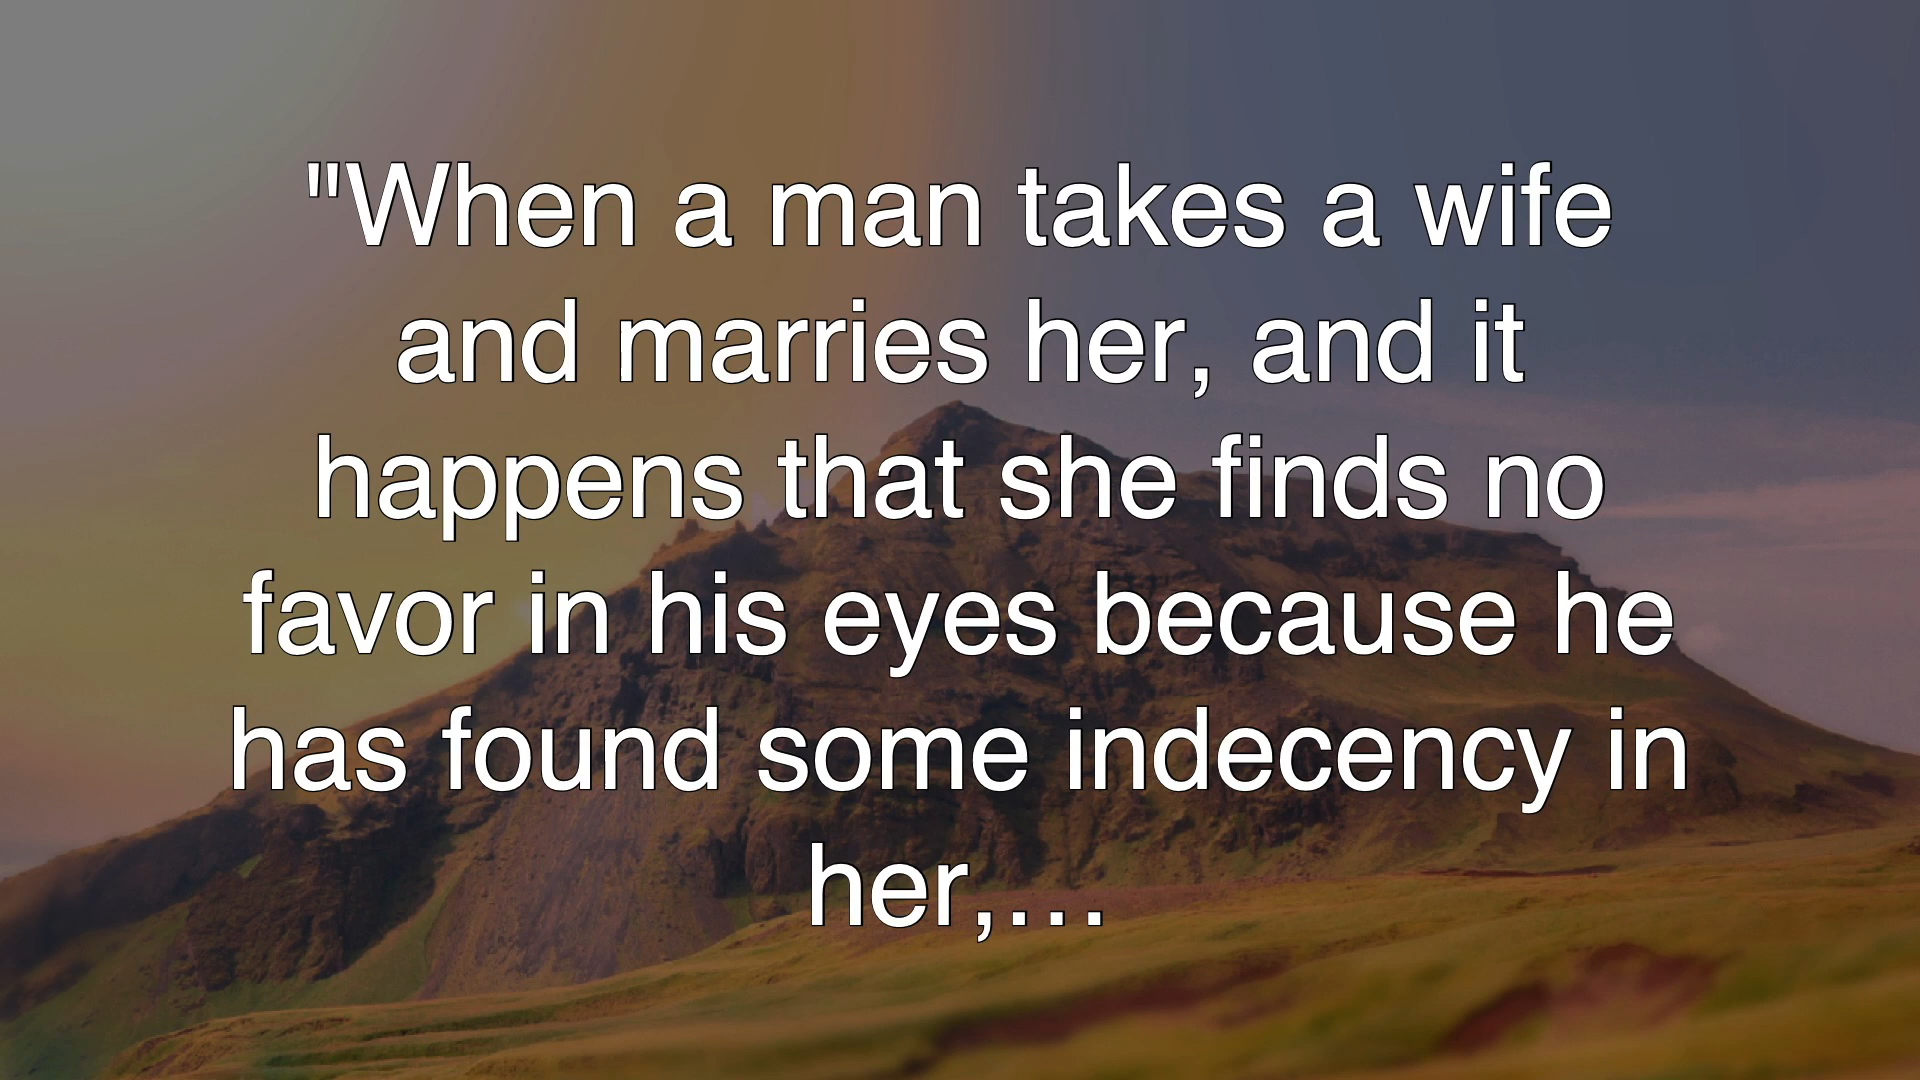 "When a man takes a wife
and marries her, and it
happens that she finds no
favor in his eyes because he
has found some indecency in
her,...